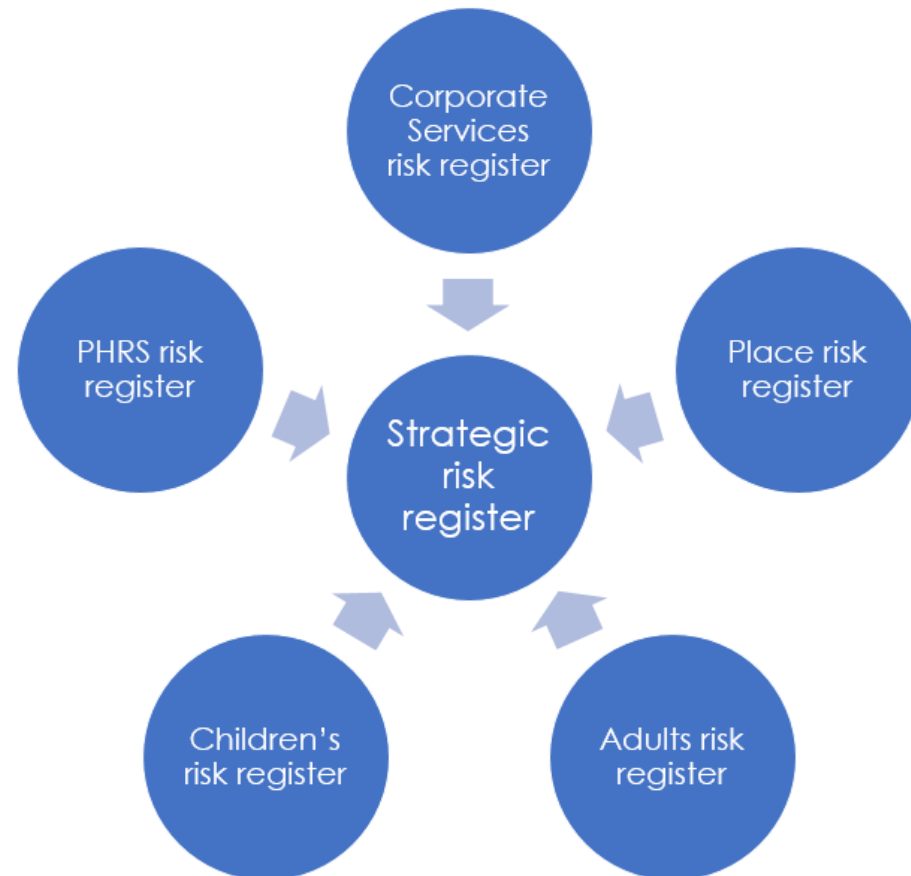 Corporate
Services
risk register
PHRS risk
register
Place risk
register
Strategic
risk
register
Children’s
risk register
Adults risk
register